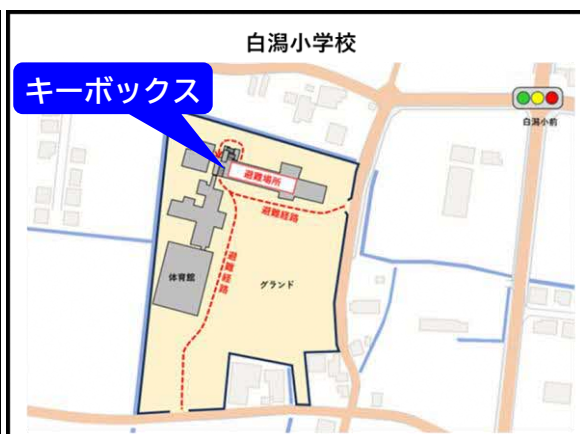 白潟小学校
キーボックス
白潟小前
避難場所
避難経路
避難経路
体育館
グランド